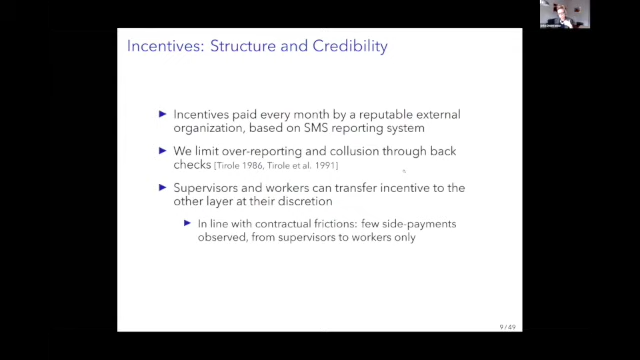 Incentives: Structure and Credibility
Incentives paid every month by a reputable external
organization, based on SMS reporting system
We limit over-reporting and collusion through back
checks [Tirole 1986, Tirole et al. 1991]
Supervisors and workers can transfer incentive to the
other layer at their discretion
In line with contractual frictions: few side-payments
observed, from supervisors to workers only
9/49